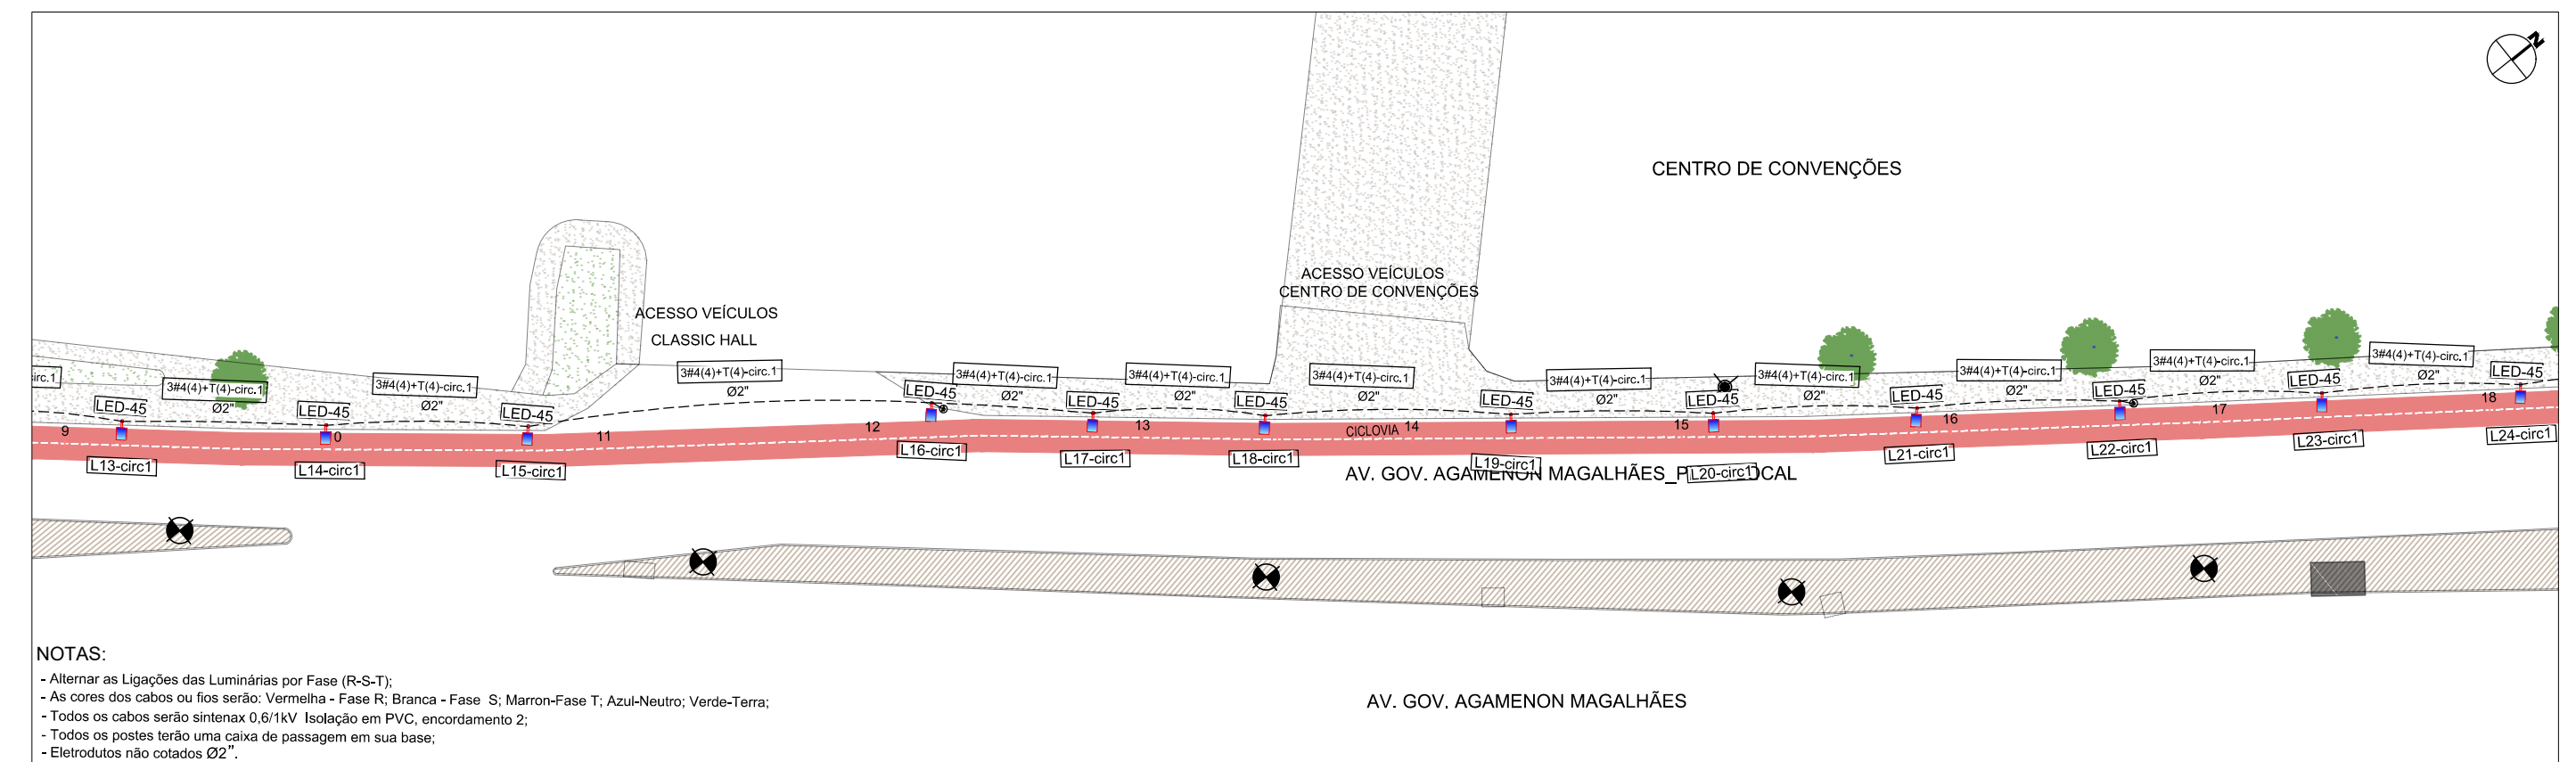 N
CENTRO DE CONVENÇÕES
ACESSO VEÍCULOS
CENTRO DE CONVENÇÕES
ACESSO VEÍCULOS
CLASSIC HALL
circ.1
3#4(4)+T(4)-circ.1
Ø2"
3#4(4)+T(4)-circ.1
Ø2"
3#4(4)+T(4)-circ.1
Ø2"
3#4(4)+T(4)-circ.1
Ø2"
3#4(4)+T(4)-circ.1
3#4(4)+T(4)-circ.1
Ø2"
3#4(4)+T(4)-circ.1
Ø2"
3#4(4)+T(4)-circ.1
Ø2"
3#4(4)+T(4)-circ.1
Ø2"
3#4(4)+T(4)-circ.1
Ø2"
3#4(4)+T(4)-circ.1
Ø2"
LED-45
LED-45
LED-45
LED-45
LED-45
LED-45
LED-45
LED-45
LED-45
LED-45
LED-45
LED-45
9
0
11
12
13
CICLOVIA
14
15
16
17
18
L13-circ1
L14-circ1
L15-circ1
L16-circ1
L17-circ1
L18-circ1
L19-circ1
L20-circ1
L21-circ1
L22-circ1
L23-circ1
L24-circ1
AV. GOV. AGAMENON MAGALHÃES
AV. GOV. AGAMENON MAGALHÃES
NOTAS:
- Alternar as Ligações das Luminárias por Fase (R-S-T);
- As cores dos cabos ou fios serão: Vermelha - Fase R; Branca - Fase S; Marron-Fase T; Azul-Neutro; Verde-Terra;
- Todos os cabos serão sintenax 0,6/1kV Isolação em PVC, encordamento 2;
- Todos os postes terão uma caixa de passagem em sua base;
- Eletrodutos não cotados Ø2".